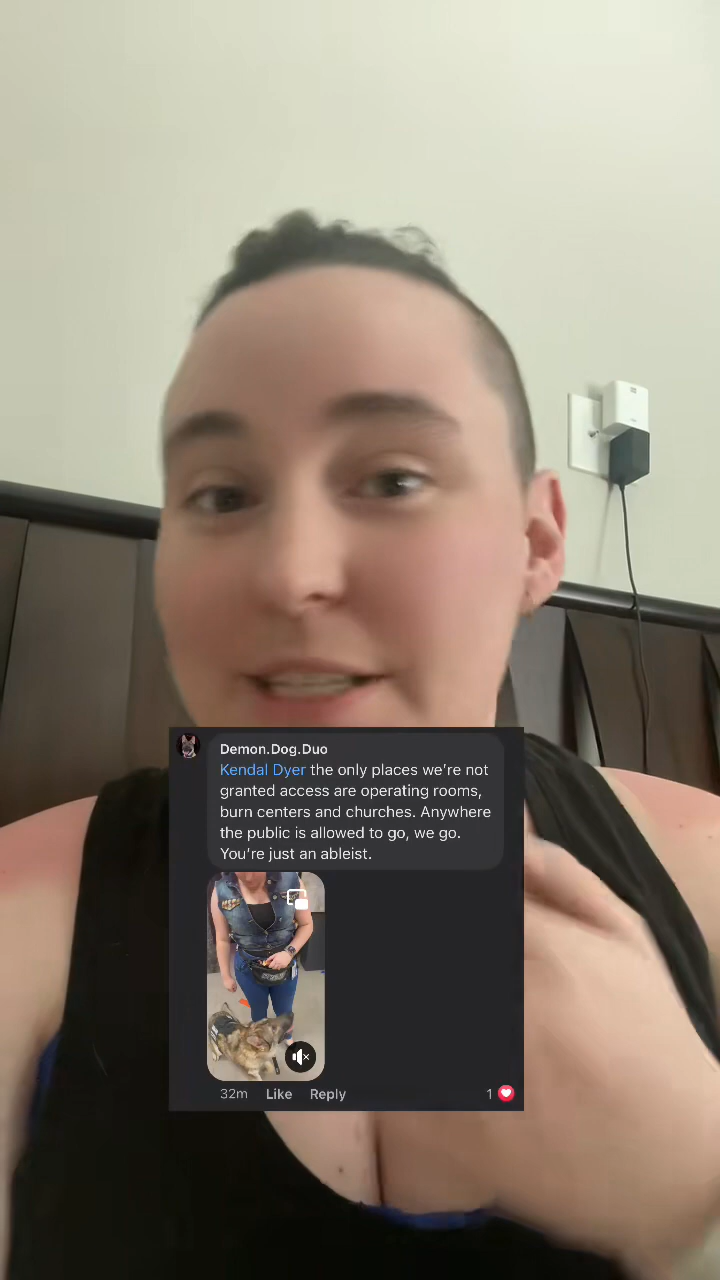 Demon.Dog.Duo
Kendal Dyer the only places we're not
granted access are operating rooms,
burn centers and churches. Anywhere
the public is allowed to go, we go.
You're just an ableist.
32m Like Reply 1